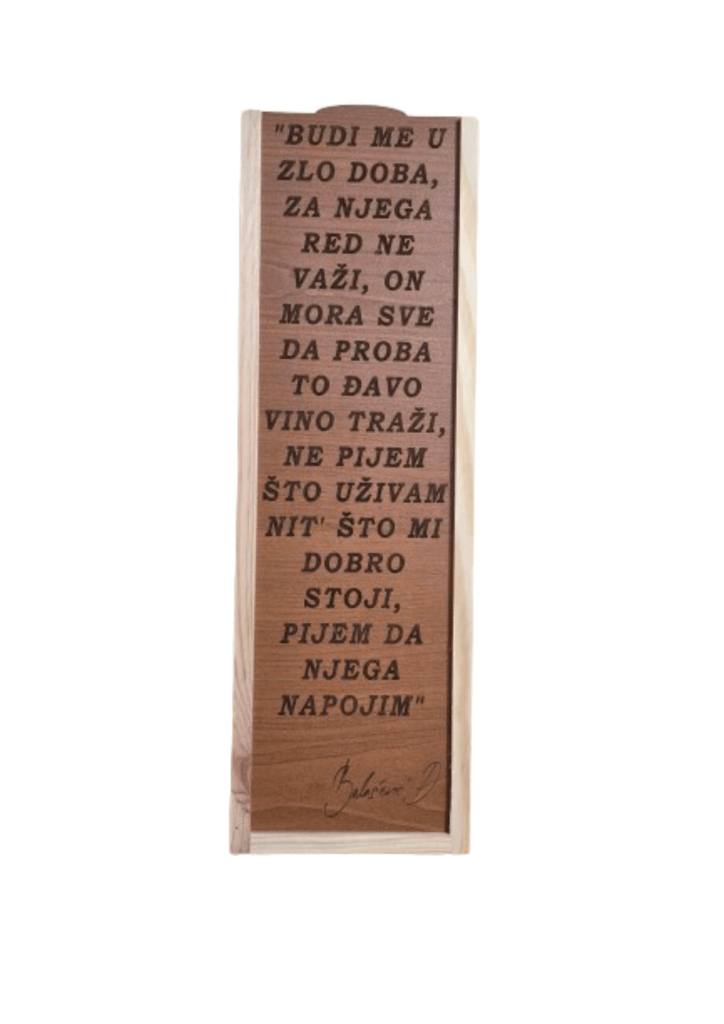 "BUDI ME U
ZLO DOBA,
ZA NJEGA
RED NE
VAŽI, ON
MORA SVE
DA PROBA
TO ĐAVO
VINO TRAŽI,
NE PIJEM
ŠTO UŽIVAM
NIT' ŠTO MI
DOBRO
STOJI,
PIJEM DA
NJEGA
NAPOJIM"